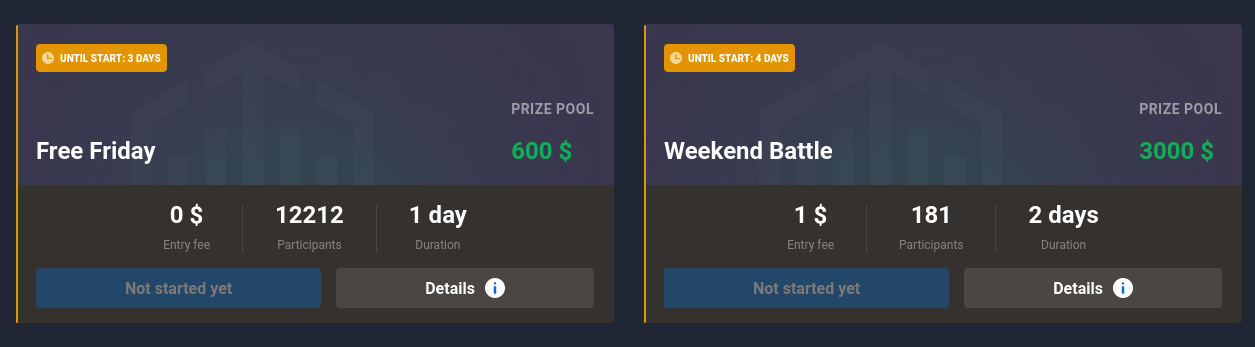 UNTIL START: 3 DAYS
PRIZE POOL
Free Friday
600 $
0 $
12212
1 day
Entry fee
Participants
Duration
Not started yet
Details
UNTIL START: 4 DAYS
PRIZE POOL
Weekend Battle
3000 $
1 $
181
2 days
Entry fee
Participants
Duration
Not started yet
Details